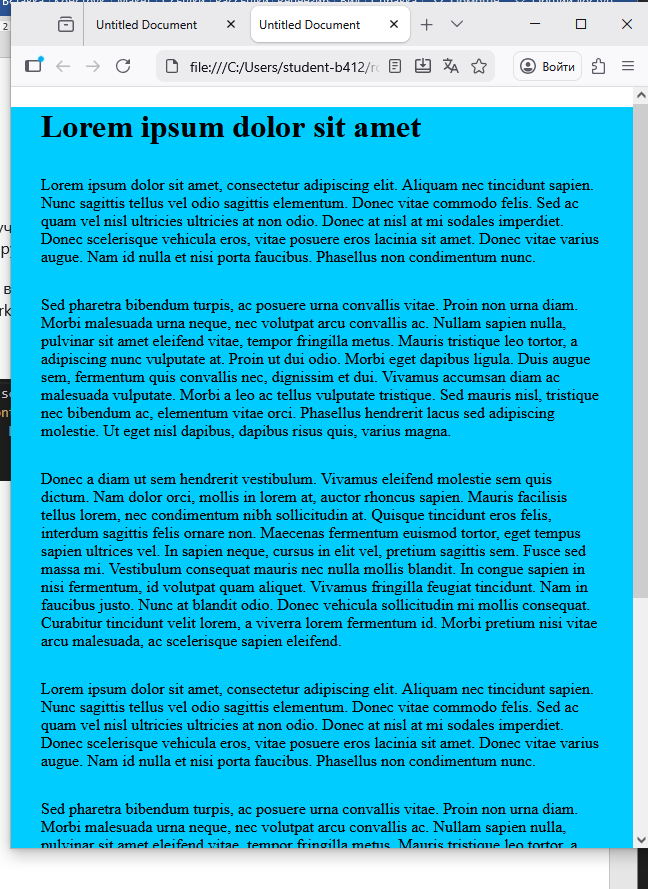 Untitled Document
Untitled Document
file:///C:/Users/student-b412/
Войти
Lorem ipsum dolor sit amet
Lorem ipsum dolor sit amet, consectetur adipiscing elit. Aliquam nec tincidunt sapien.
Nunc sagittis tellus vel odio sagittis elementum. Donec vitae commodo felis. Sed ac
quam vel nisl ultricies ultricies at non odio. Donec at nisl at mi sodales imperdiet.
Donec scelerisque vehicula eros, vitae posuere eros lacinia sit amet. Donec vitae varius
augue. Nam id nulla et nisi porta faucibus. Phasellus non condimentum nunc.
Sed pharetra bibendum turpis, ac posuere urna convallis vitae. Proin non urna diam.
Morbi malesuada urna neque, nec volutpat arcu convallis ac. Nullam sapien nulla,
pulvinar sit amet eleifend vitae, tempor fringilla metus. Mauris tristique leo tortor, a
adipiscing nunc vulputate at. Proin ut dui odio. Morbi eget dapibus ligula. Duis augue
sem, fermentum quis convallis nec, dignissim et dui. Vivamus accumsan diam ac
malesuada vulputate. Morbi a leo ac tellus vulputate tristique. Sed mauris nisl, tristique
nec bibendum ac, elementum vitae orci. Phasellus hendrerit lacus sed adipiscing
molestie. Ut eget nisl dapibus, dapibus risus quis, varius magna.
Donec a diam ut sem hendrerit vestibulum. Vivamus eleifend molestie sem quis
dictum. Nam dolor orci, mollis in lorem at, auctor rhoncus sapien. Mauris facilisis
tellus lorem, nec condimentum nibh sollicitudin at. Quisque tincidunt eros felis,
interdum sagittis felis ornare non. Maecenas fermentum euismod tortor, eget tempus
sapien ultrices vel. In sapien neque, cursus in elit vel, pretium sagittis sem. Fusce sed
massa mi. Vestibulum consequat mauris nec nulla mollis blandit. In congue sapien in
nisi fermentum, id volutpat quam aliquet. Vivamus fringilla feugiat tincidunt. Nam in
faucibus justo. Nunc at blandit odio. Donec vehicula sollicitudin mi mollis consequat.
Curabitur tincidunt velit lorem, a viverra lorem fermentum id. Morbi pretium nisi vitae
arcu malesuada, ac scelerisque sapien eleifend.
Lorem ipsum dolor sit amet, consectetur adipiscing elit. Aliquam nec tincidunt sapien.
Nunc sagittis tellus vel odio sagittis elementum. Donec vitae commodo felis. Sed ac
quam vel nisl ultricies ultricies at non odio. Donec at nisl at mi sodales imperdiet.
Donec scelerisque vehicula eros, vitae posuere eros lacinia sit amet. Donec vitae varius
augue. Nam id nulla et nisi porta faucibus. Phasellus non condimentum nunc.
Sed pharetra bibendum turpis, ac posuere urna convallis vitae. Proin non urna diam.
Morbi malesuada urna neque, nec volutpat arcu convallis ac. Nullam sapien nulla,
pulvinar sit amet eleifend vitae, tempor fringilla metus. Mauris tristique leo tortor, a